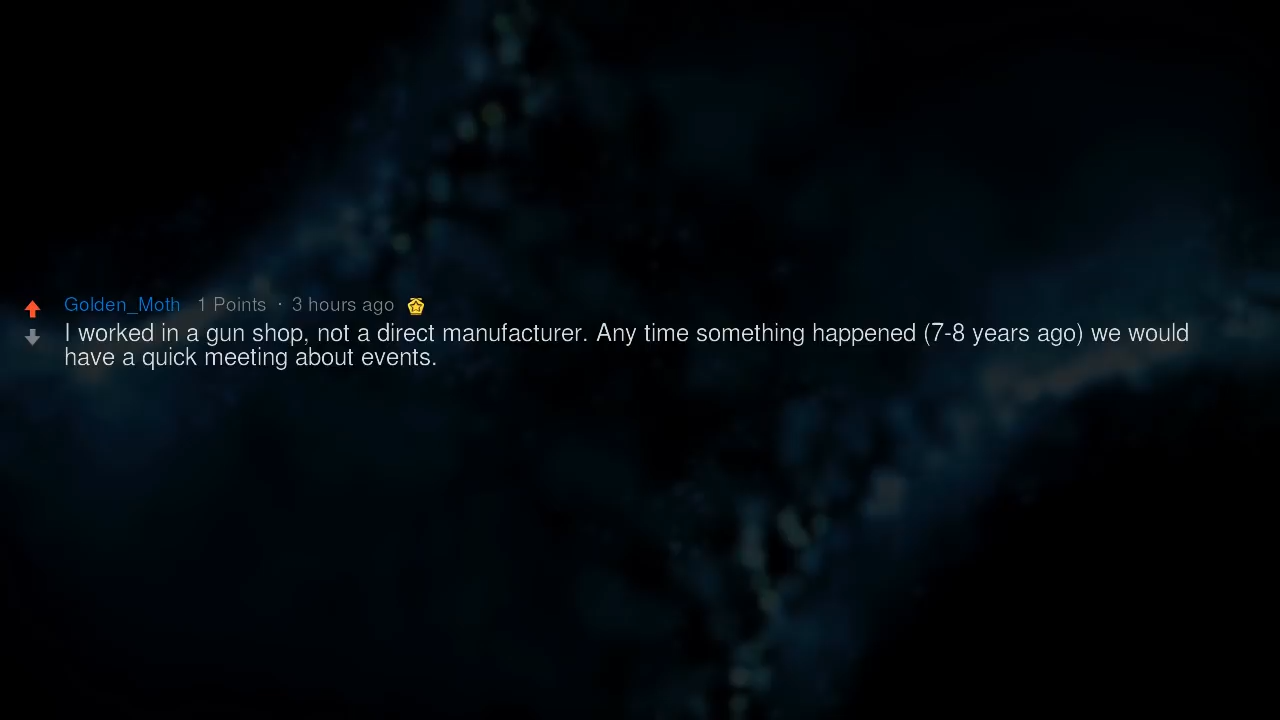 Golden_Moth 1 Points · 3 hours ago
I worked in a gun shop, not a direct manufacturer. Any time something happened (7-8 years ago) we would
have a quick meeting about events.